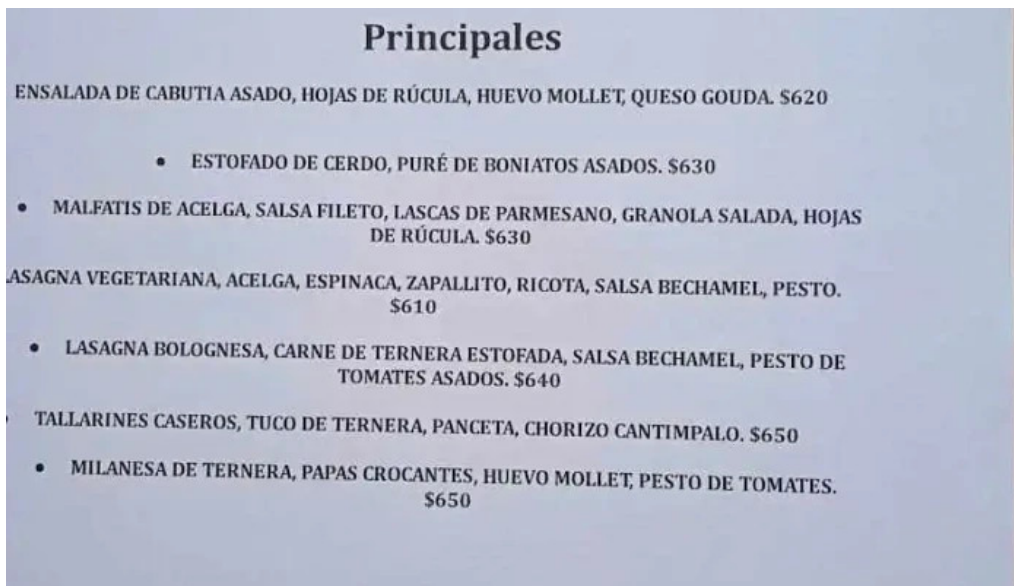 Principales
ENSALADA DE CABUTIA ASADO, HOJAS DE RÚCULA, HUEVO MOLLET, QUESO GOUDA. $620
• ESTOFADO DE CERDO, PURÉ DE BONIATOS ASADOS. $630
• MALFATIS DE ACELGA, SALSA FILETO, LASCAS DE PARMESANO, GRANOLA SALADA, HOJAS
DE RÚCULA. $630
ASAGNA VEGETARIANA, ACELGA, ESPINACA, ZAPALLITO, RICOTA, SALSA BECHAMEL, PESTO.
$610
• LASAGNA BOLOGNESA, CARNE DE TERNERA ESTOFADA, SALSA BECHAMEL, PESTO DE
TOMATES ASADOS. $640
TALLARINES CASEROS, TUCO DE TERNERA, PANCETA, CHORIZO CANTIMPALO. $650
• MILANESA DE TERNERA, PAPAS CROCANTES, HUEVO MOLLET, PESTO DE TOMATES.
$650